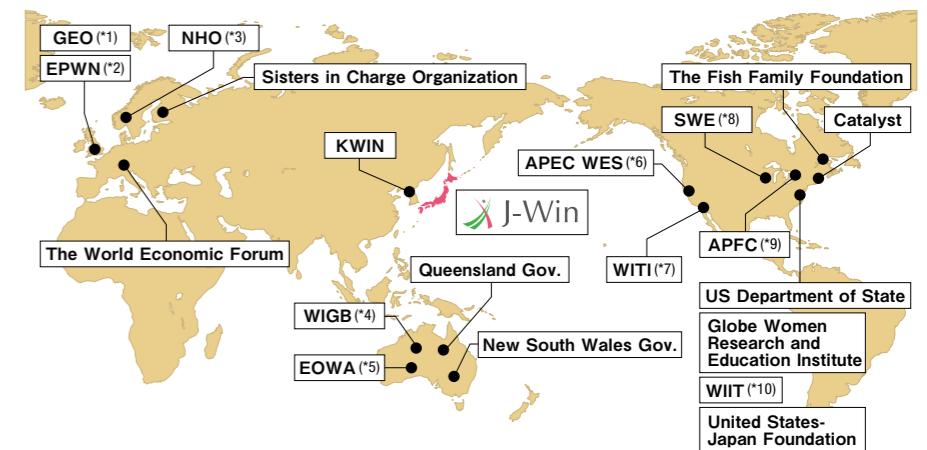 GEO (*1)
NHO (*3)
EPWN (*2)
Sisters in Charge Organization
The Fish Family Foundation
SWE (*8)
Catalyst
KWIN
APEC WES (*6)
J-Win
The World Economic Forum
APFC (*9)
Queensland Gov.
WITI (*7)
US Department of State
WIGB (*4)
New South Wales Gov.
Globe Women
Research and
Education Institute
EOWA (*5)
WIIT (*10)
United States-
Japan Foundation